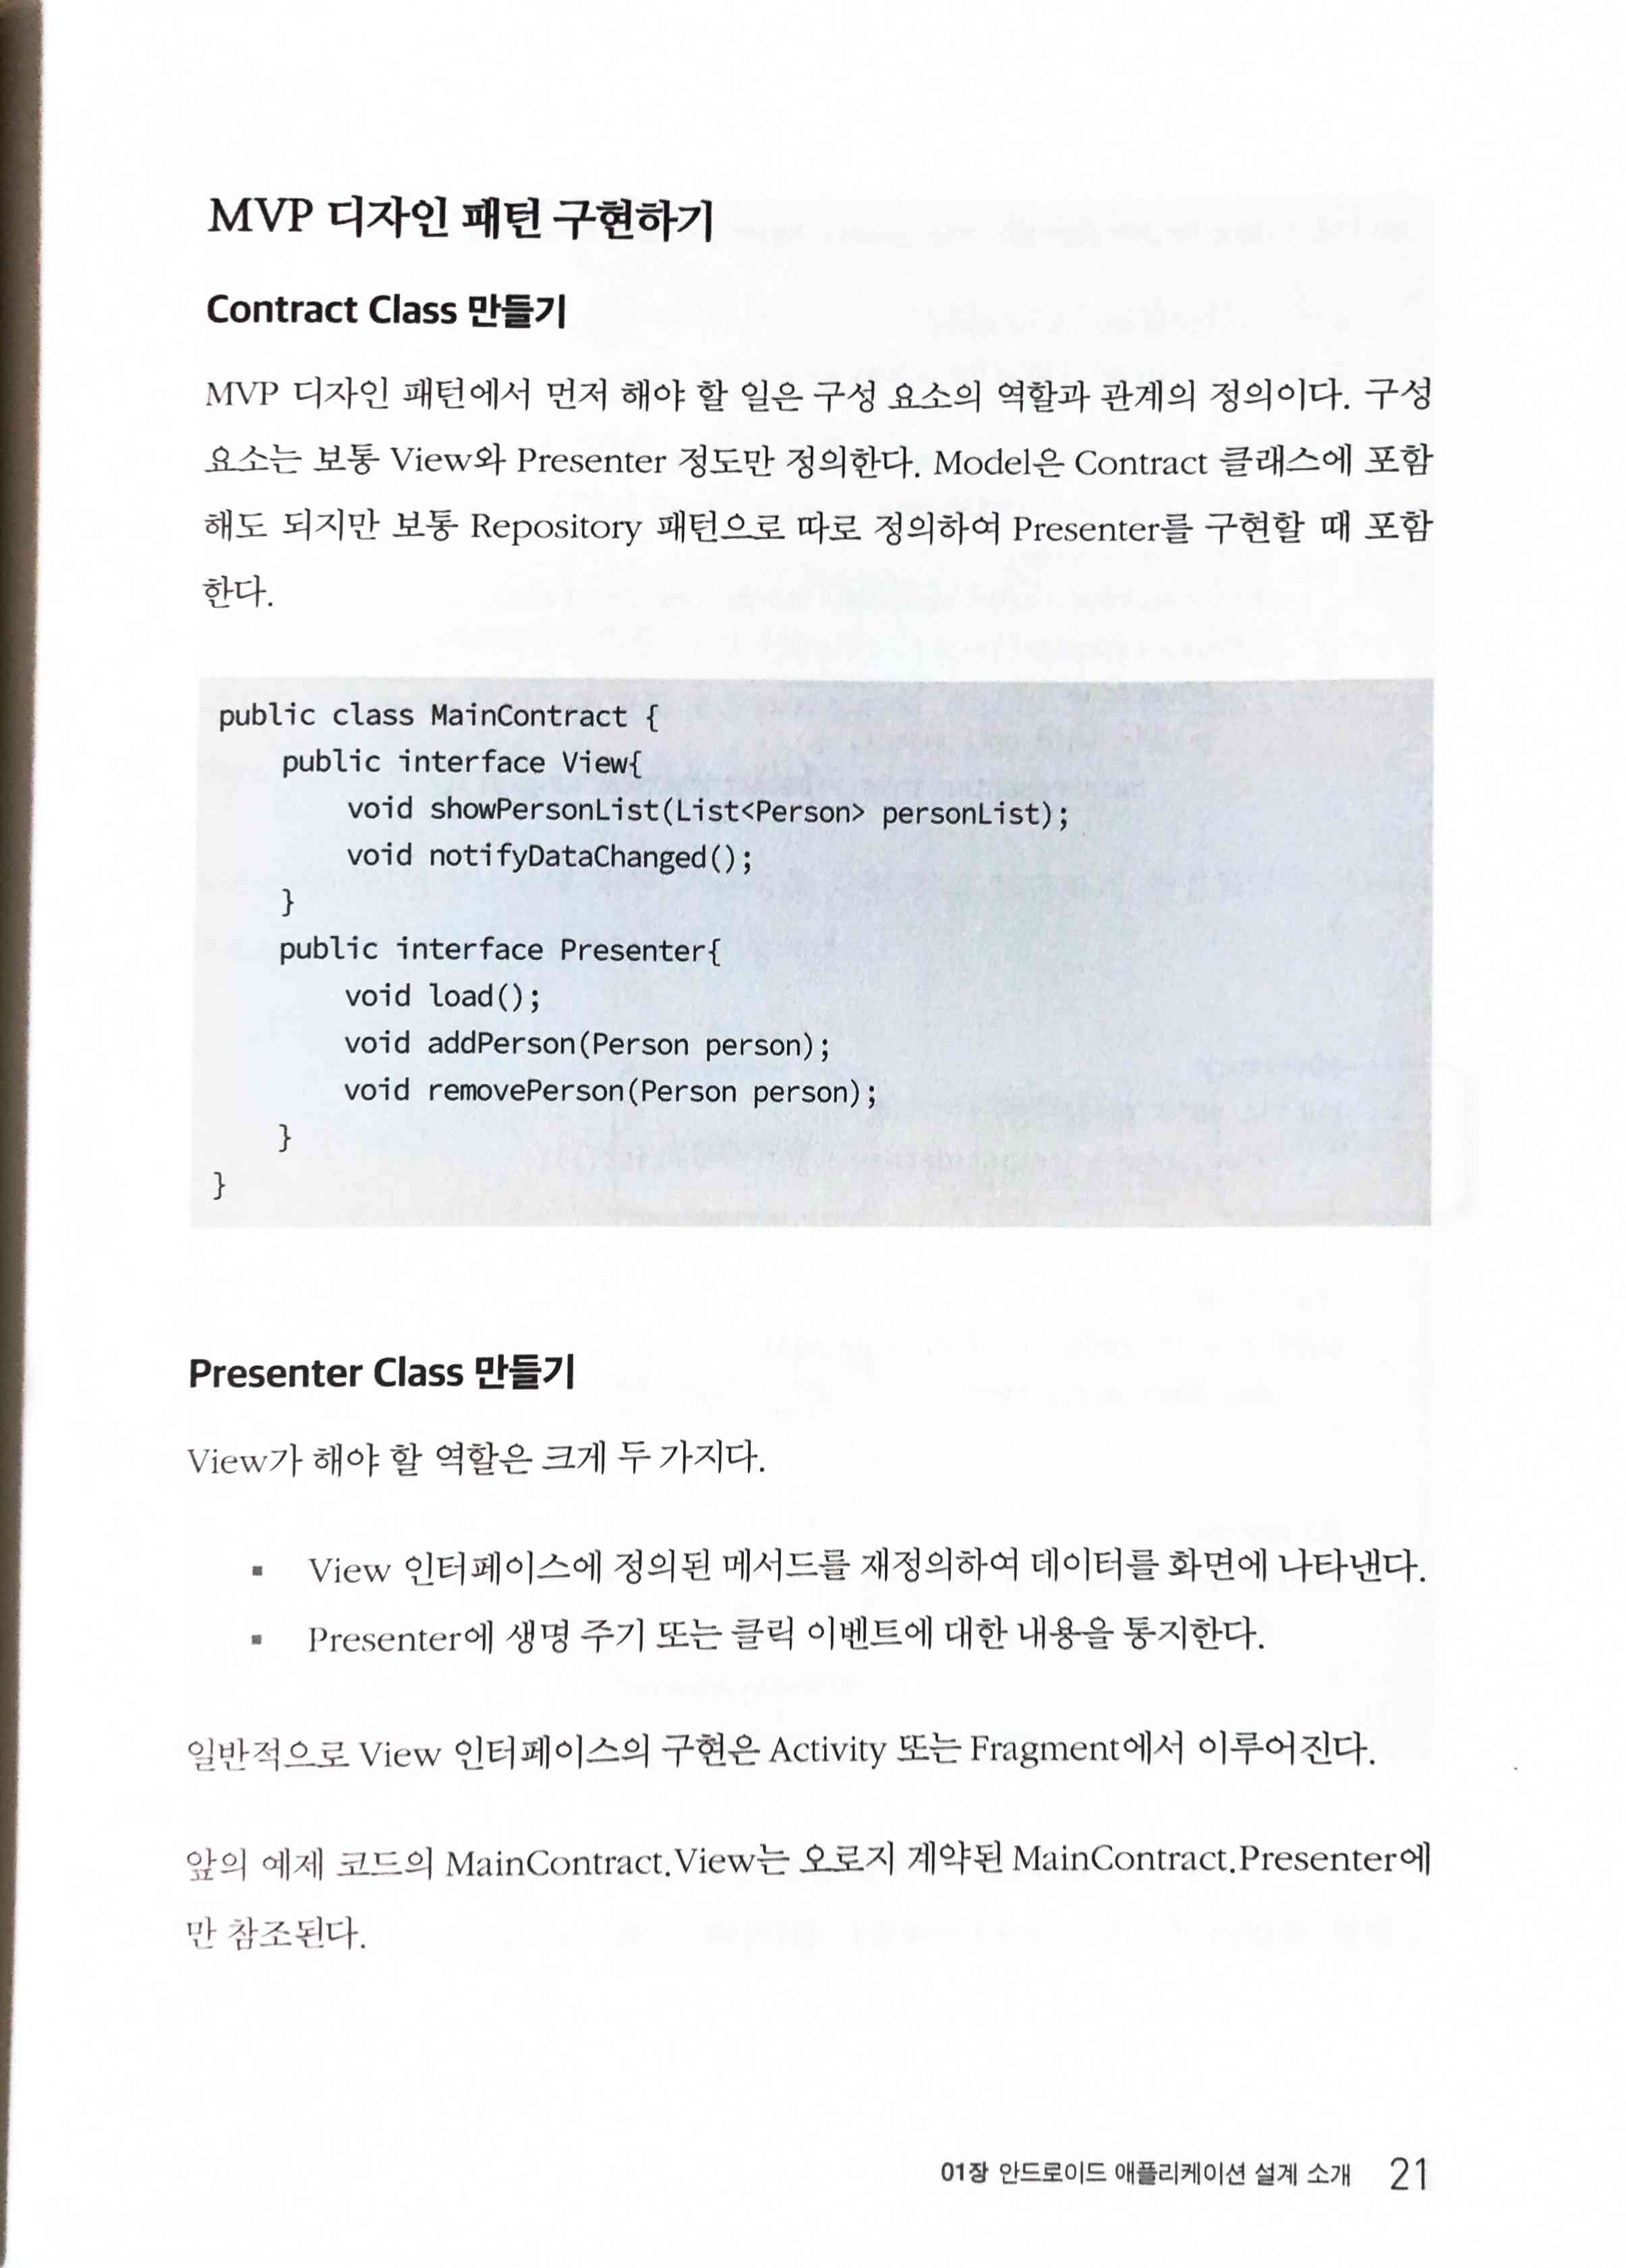 MVP 디자인 패턴 구현하기
Contract Class 만들기
MVP 디자인 패턴에서 먼저 해야 할 일은 구성 요소의 역할과 관계의 정의이다. 구성
요소는 보통 View와 Presenter 정도만 정의한다. Model은 Contract 클래스에 포함
해도 되지만 보통 Repository 패턴으로 따로 정의하여 Presenter를 구현할 때 포함
한다.
public class MainContract {
    public interface View{
        void showPersonList(List<Person> personList);
        void notifyDataChanged();
    }
    public interface Presenter{
        void load();
        void addPerson(Person person);
        void removePerson(Person person);
    }
}
Presenter Class 만들기
View가 해야 할 역할은 크게 두 가지다.
▪ View 인터페이스에 정의된 메서드를 재정의하여 데이터를 화면에 나타낸다.
▪ Presenter에 생명 주기 또는 클릭 이벤트에 대한 내용을 통지한다.
일반적으로 View 인터페이스의 구현은 Activity 또는 Fragment에서 이루어진다.
앞의 예제 코드의 MainContract.View는 오로지 계약된 MainContract.Presenter에
만 참조된다.
01장 안드로이드 애플리케이션 설계 소개 21